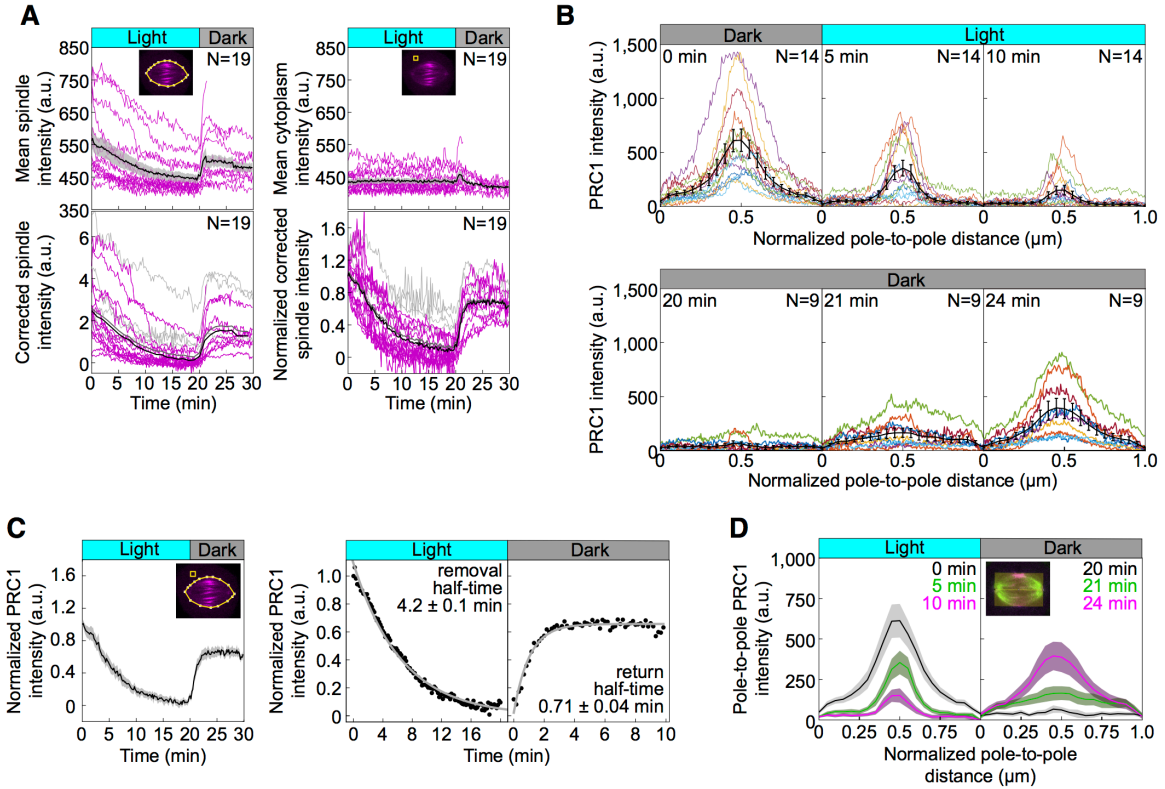 A
Light Dark
850
750
650
550
450
350
Mean spindle
intensity (a.u.)
N=19
Light Dark
850
750
650
550
450
Mean cytoplasm
intensity (a.u.)
N=19
6
4
2
0
Corrected spindle
intensity (a.u.)
N=19
0 5 10 15 20 25 30
Time (min)
1.6
1.2
0.8
0.4
0
Normalized corrected
spindle intensity
N=19
0 5 10 15 20 25 30
Time (min)
B
Dark Light
1,500
1,000
500
0
PRC1 intensity (a.u.)
0 min N=14 5 min N=14 10 min N=14
0 0.5 0 0.5 0 0.5 1.0
Normalized pole-to-pole distance (µm)
Dark
1,500
1,000
500
0
PRC1 intensity (a.u.)
20 min N=9 21 min N=9 24 min N=9
0 0.5 0 0.5 0 0.5 1.0
Normalized pole-to-pole distance (µm)
C
Light Dark
1.6
1.2
0.8
0.4
0
Normalized PRC1
intensity (a.u.)
0 5 10 15 20 25 30
Time (min)
Light Dark
1.0
0.8
0.6
0.4
0.2
0
Normalized PRC1
intensity (a.u.)
removal
half-time
4.2 ± 0.1 min
return
half-time
0.71 ± 0.04 min
0 4 8 12 16 0 2 4 6 8 10
Time (min)
D
Light Dark
1,000
750
500
250
0
Pole-to-pole PRC1
intensity (a.u.)
0 min
5 min
10 min
20 min
21 min
24 min
0 0.25 0.5 0.75 0 0.25 0.5 0.75 1.0
Normalized pole-to-pole
distance (µm)